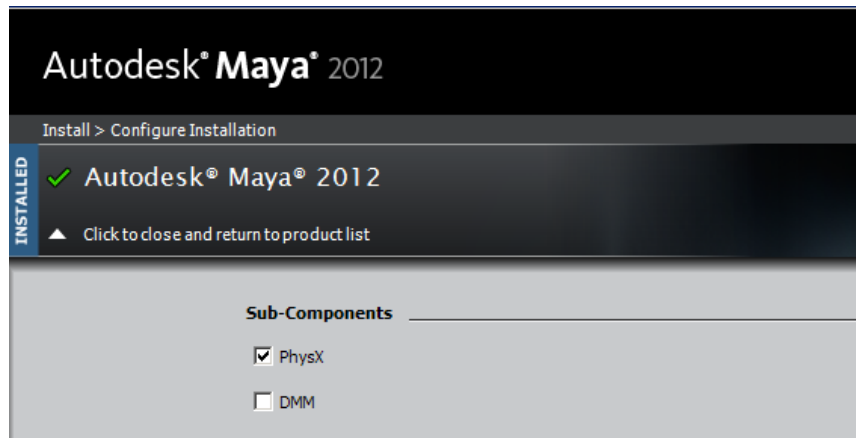 Autodesk® Maya® 2012
Install > Configure Installation
INSTALLED
Autodesk® Maya® 2012
Click to close and return to product list
Sub-Components
PhysX
DMM